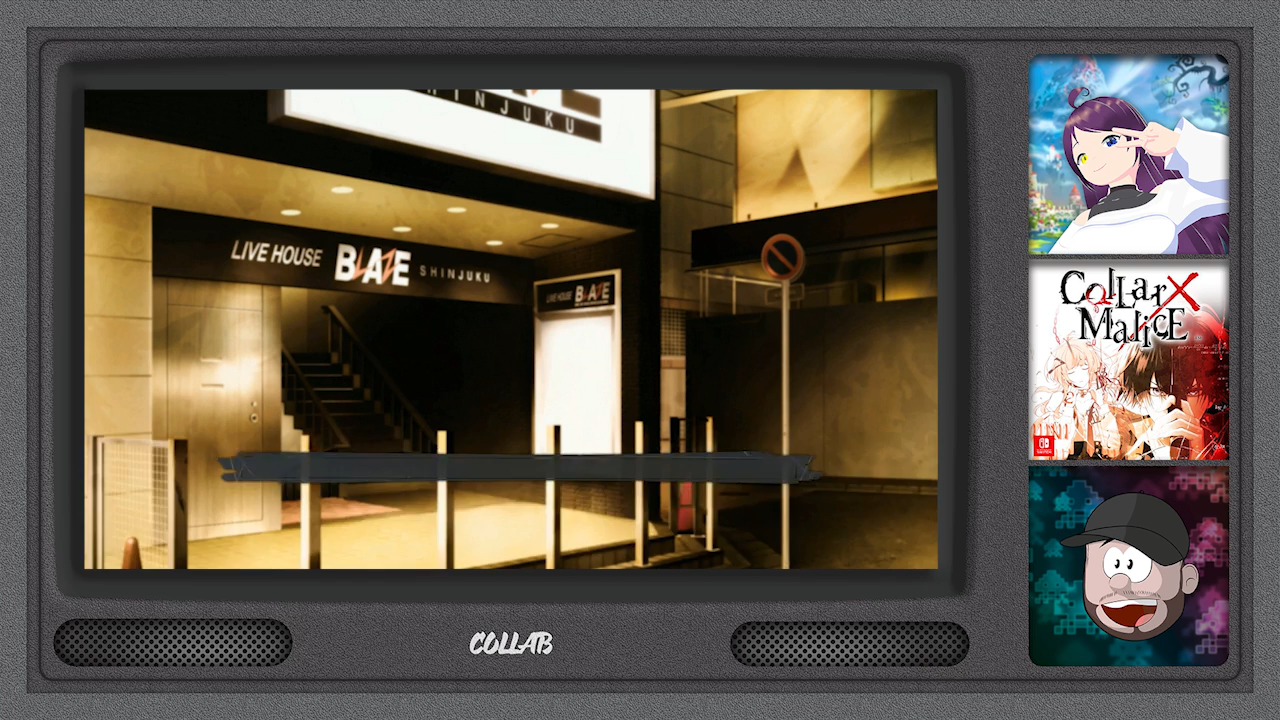 SHINJUKU
LIVE HOUSE BLAZE SHINJUKU
LIVE HOUSE BLAZE
Collar X
Malice
COLLAB